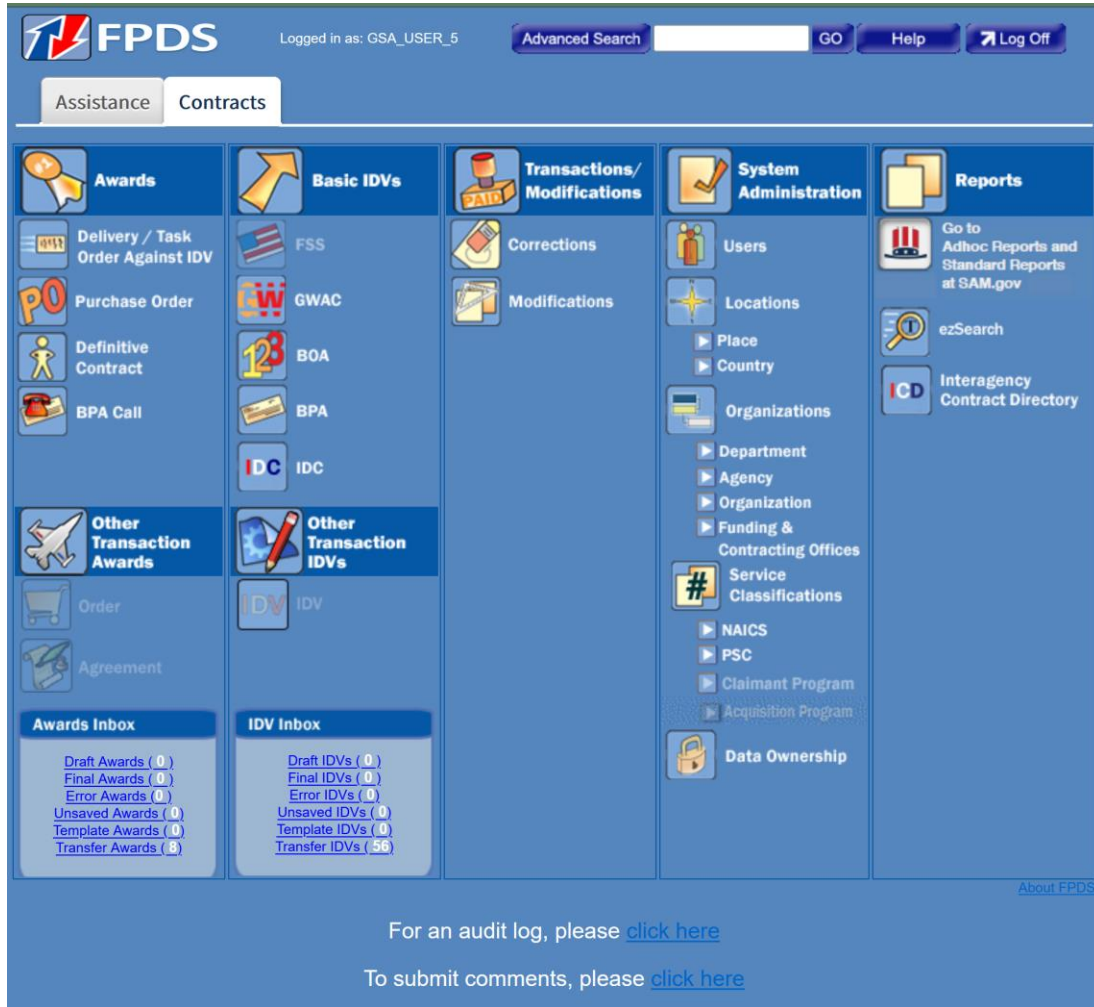 FPDS
Logged in as: GSA_USER_5
Advanced Search
GO
Help
Log Off
Assistance
Contracts
Awards
Delivery / Task
Order Against IDV
PO
Purchase Order
Definitive
Contract
BPA Call
Other
Transaction
Awards
Order
Agreement
Awards Inbox
Draft Awards ( 0 )
Final Awards ( 0 )
Error Awards ( 0 )
Unsaved Awards ( 0 )
Template Awards ( 0 )
Transfer Awards ( 8 )
Basic IDVs
FSS
GWAC
123
BOA
BPA
IDC
IDC
Other
Transaction
IDVs
IDV
IDV
IDV Inbox
Draft IDVs ( 0 )
Final IDVs ( 0 )
Error IDVs ( 0 )
Unsaved IDVs ( 0 )
Template IDVs ( 0 )
Transfer IDVs ( 56 )
PAID
Transactions/
Modifications
Corrections
Modifications
System
Administration
Users
Locations
Place
Country
Organizations
Department
Agency
Organization
Funding &
Contracting Offices
#
Service
Classifications
NAICS
PSC
Claimant Program
Acquisition Program
Data Ownership
Reports
Go to
Adhoc Reports and
Standard Reports
at SAM.gov
ezSearch
ICD
Interagency
Contract Directory
About FPDS
For an audit log, please click here
To submit comments, please click here